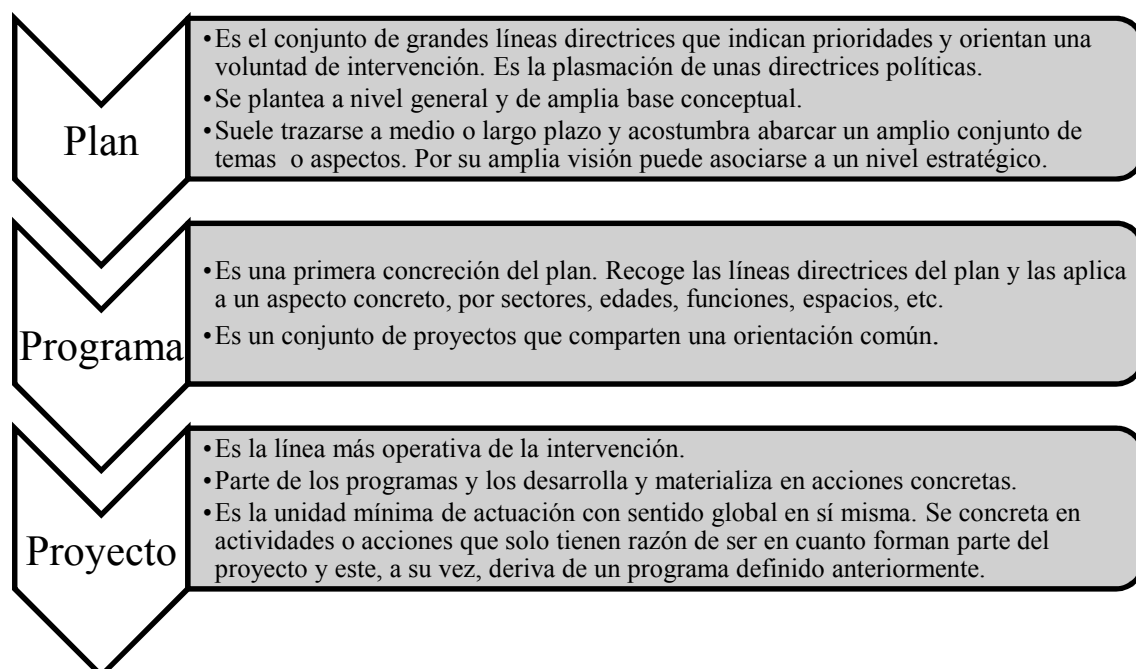 Plan
•Es el conjunto de grandes líneas directrices que indican prioridades y orientan una
voluntad de intervención. Es la plasmación de unas directrices políticas.
•Se plantea a nivel general y de amplia base conceptual.
•Suele trazarse a medio o largo plazo y acostumbra abarcar un amplio conjunto de
temas o aspectos. Por su amplia visión puede asociarse a un nivel estratégico.
Programa
•Es una primera concreción del plan. Recoge las líneas directrices del plan y las aplica
a un aspecto concreto, por sectores, edades, funciones, espacios, etc.
•Es un conjunto de proyectos que comparten una orientación común.
Proyecto
•Es la línea más operativa de la intervención.
•Parte de los programas y los desarrolla y materializa en acciones concretas.
•Es la unidad mínima de actuación con sentido global en sí misma. Se concreta en
actividades o acciones que solo tienen razón de ser en cuanto forman parte del
proyecto y este, a su vez, deriva de un programa definido anteriormente.